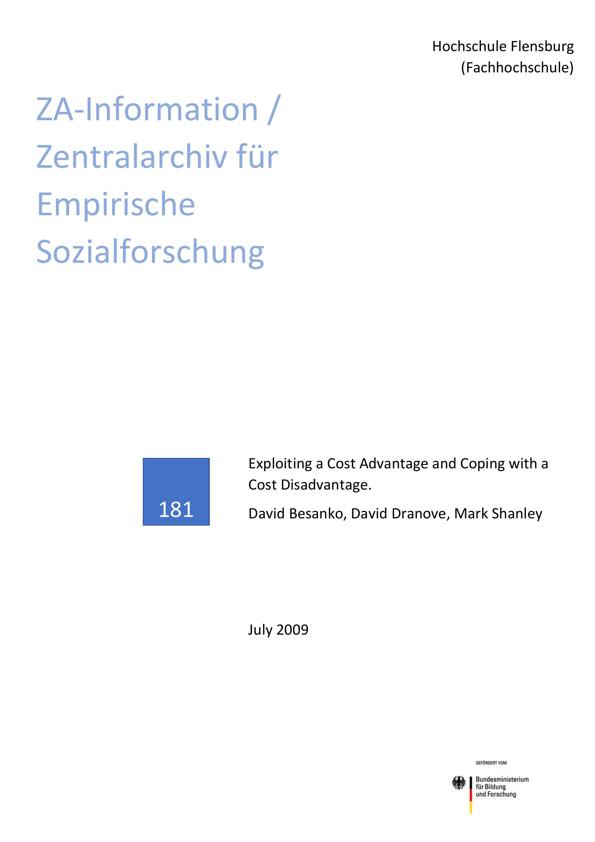 Hochschule Flensburg
(Fachhochschule)
ZA-Information /
Zentralarchiv für
Empirische
Sozialforschung
181
Exploiting a Cost Advantage and Coping with a
Cost Disadvantage.
David Besanko, David Dranove, Mark Shanley
July 2009
GEFÖRDERT VOM
Bundesministerium
für Bildung
und Forschung